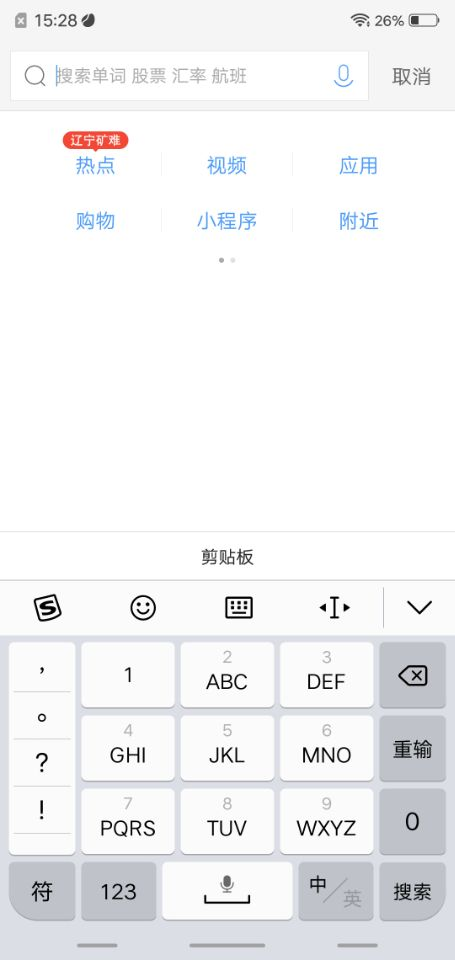 15:28
26%
搜索单词 股票 汇率 航班
取消
辽宁矿难
热点
视频
应用
购物
小程序
附近
剪贴板
，
1
2
ABC
3
DEF
。
4
GHI
5
JKL
6
MNO
重输
?
!
7
PQRS
8
TUV
9
WXYZ
0
符
123
中/英
搜索